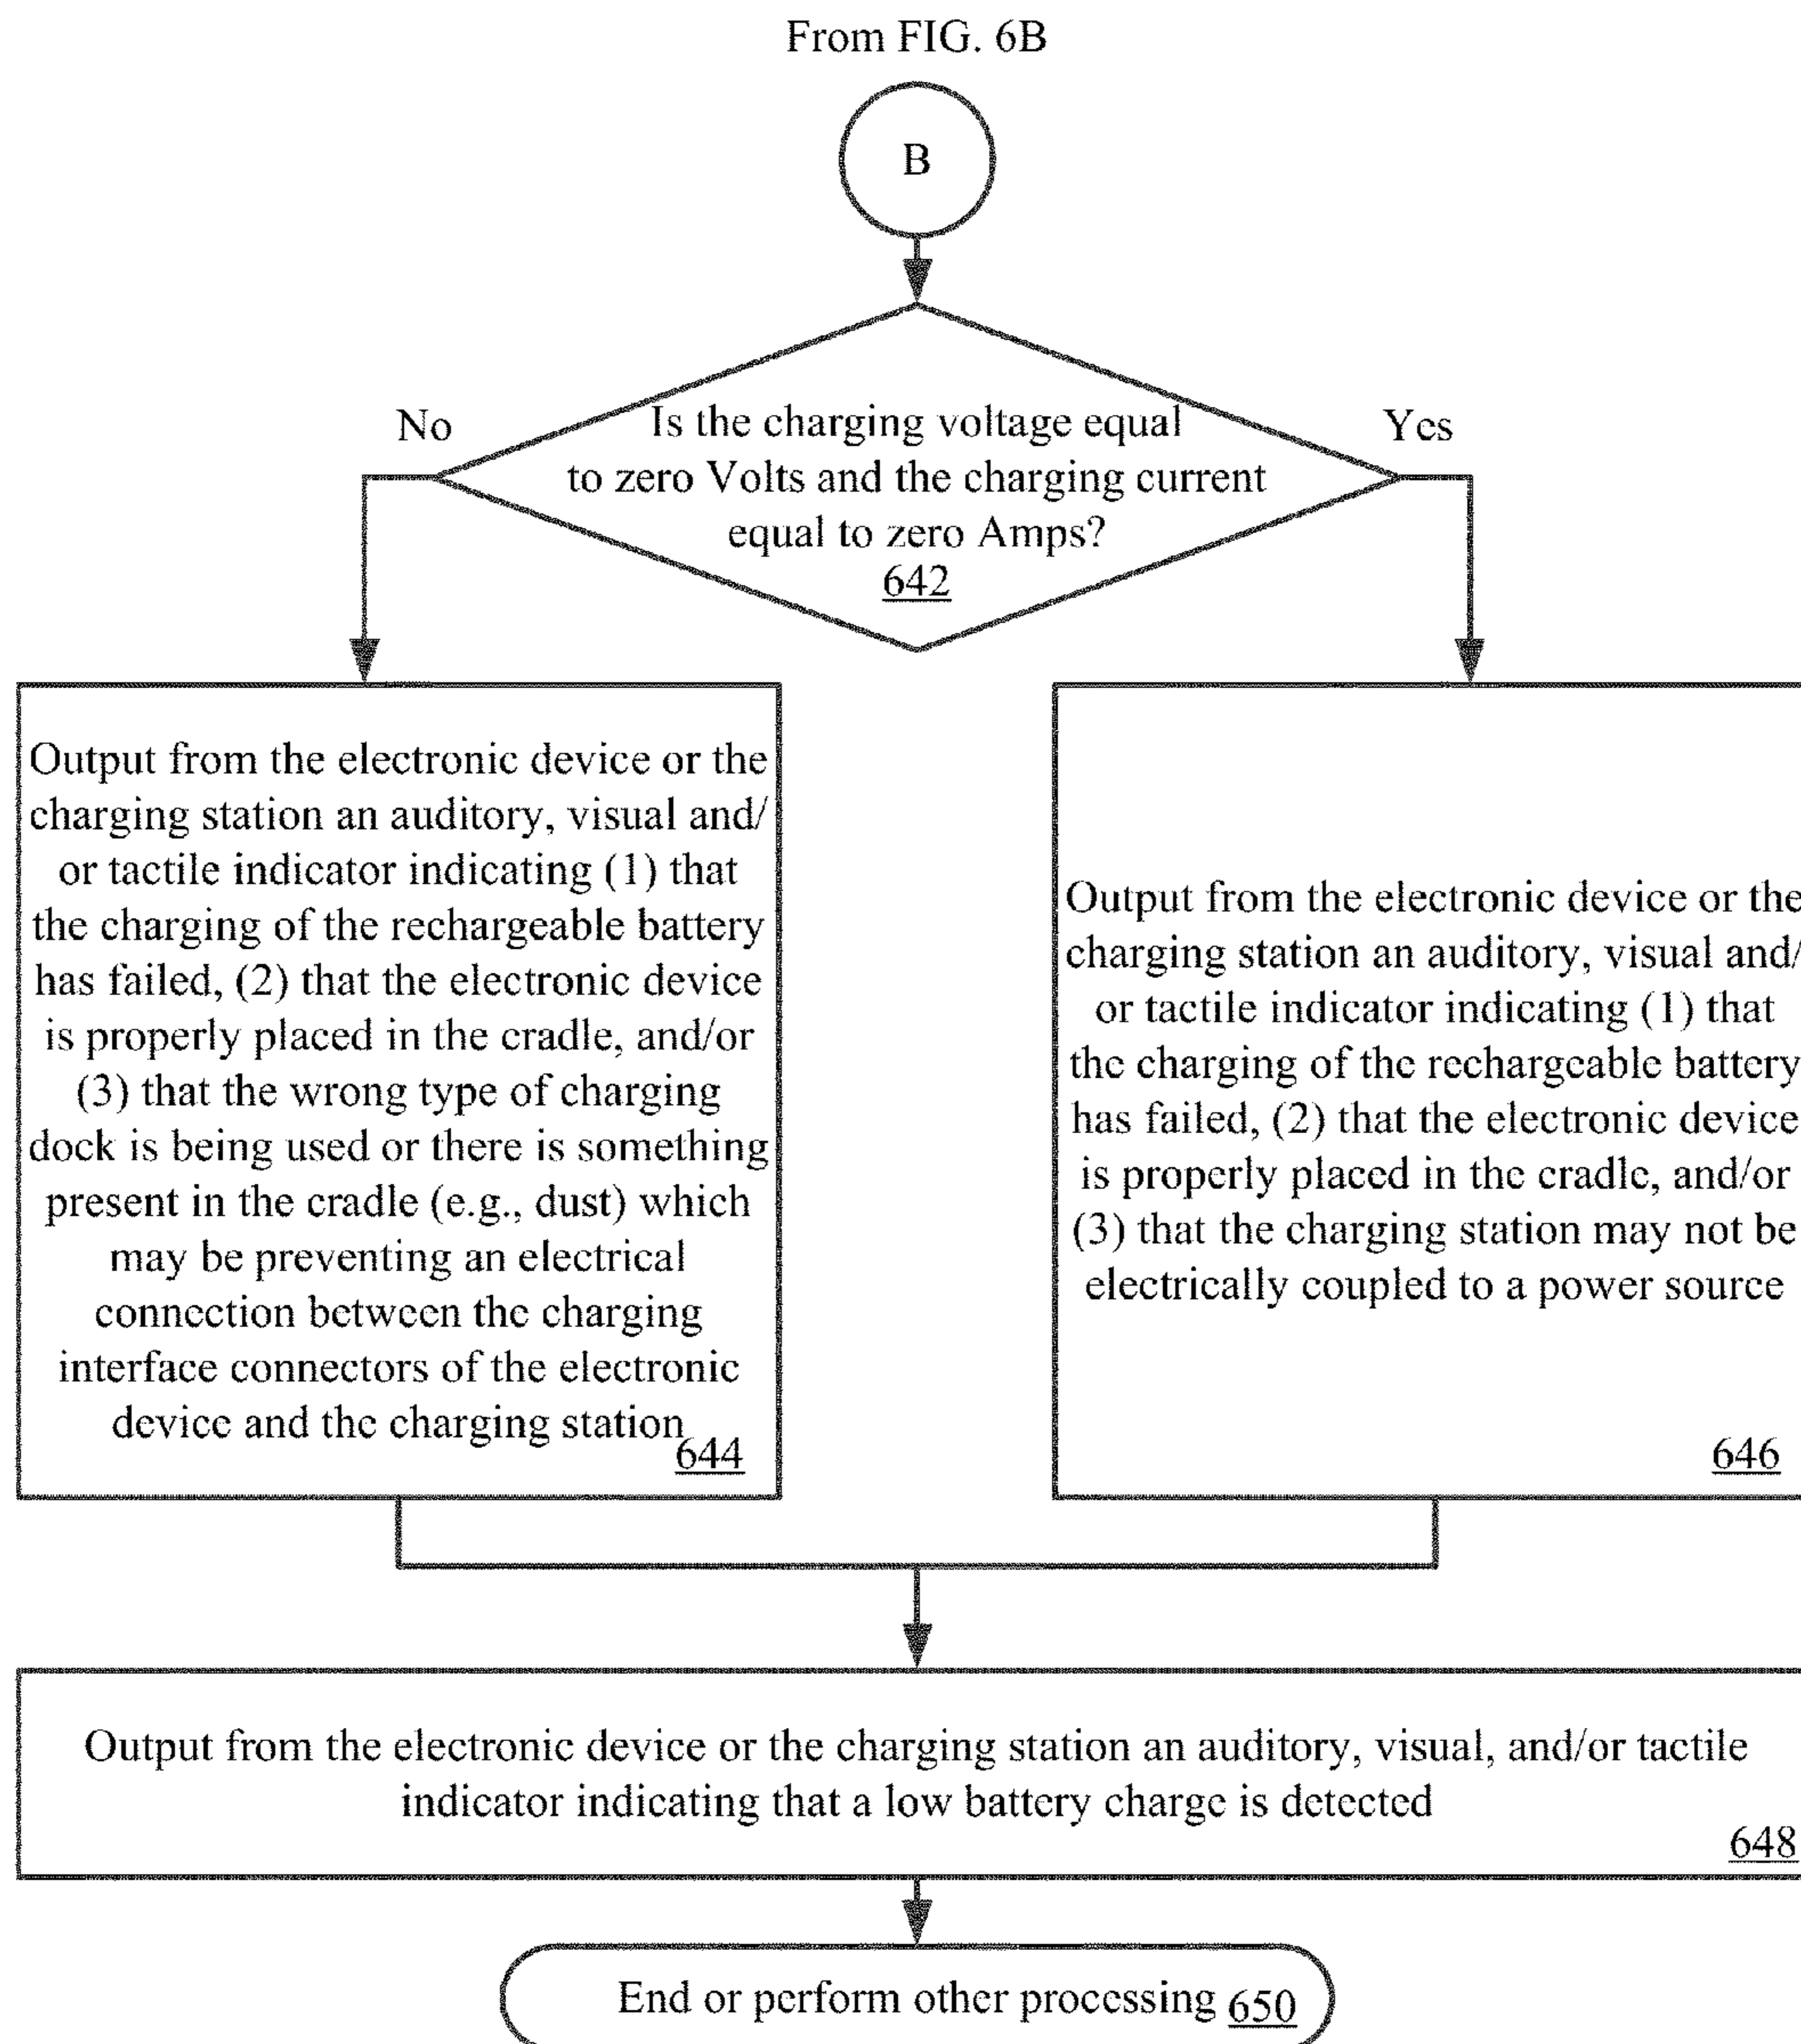 From FIG. 6B
B
No
Yes
Is the charging voltage equal
to zero Volts and the charging current
equal to zero Amps?
642
Output from the electronic device or the
charging station an auditory, visual and/
or tactile indicator indicating (1) that
the charging of the rechargeable battery
has failed, (2) that the electronic device
is properly placed in the cradle, and/or
(3) that the wrong type of charging
dock is being used or there is something
present in the cradle (e.g., dust) which
may be preventing an electrical
connection between the charging
interface connectors of the electronic
device and the charging station
644
Output from the electronic device or the
charging station an auditory, visual and/
or tactile indicator indicating (1) that
the charging of the rechargeable battery
has failed, (2) that the electronic device
is properly placed in the cradle, and/or
(3) that the charging station may not be
electrically coupled to a power source
646
Output from the electronic device or the charging station an auditory, visual, and/or tactile
indicator indicating that a low battery charge is detected
648
End or perform other processing 650